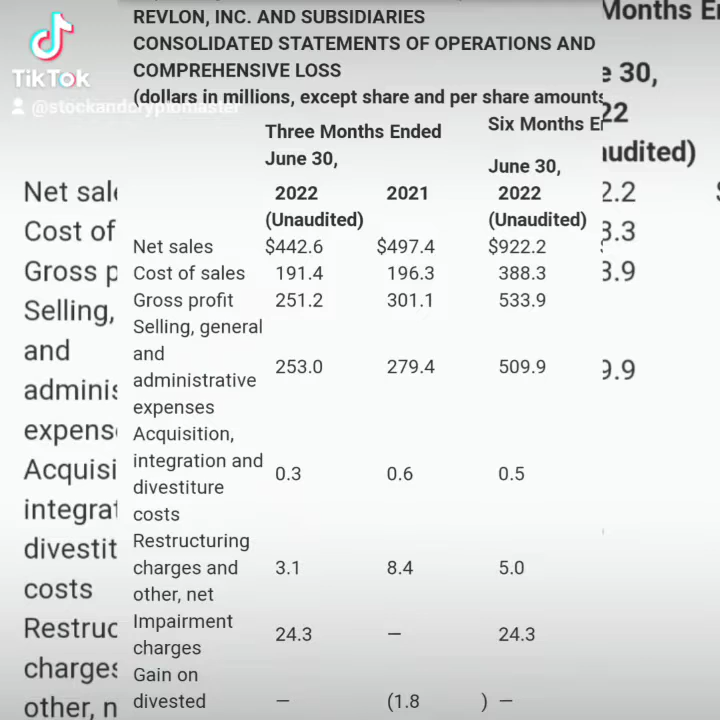 REVLON, INC. AND SUBSIDIARIES
CONSOLIDATED STATEMENTS OF OPERATIONS AND
COMPREHENSIVE LOSS
(dollars in millions, except share and per share amounts
Three Months Ended
June 30,
Six Months En
June 30,
2022 2021 2022
(Unaudited) (Unaudited)
Net sales $442.6 $497.4 $922.2
Cost of sales 191.4 196.3 388.3
Gross profit 251.2 301.1 533.9
Selling, general
and
administrative 253.0 279.4 509.9
expenses
Acquisition,
integration and 0.3 0.6 0.5
divestiture
costs
Restructuring
charges and 3.1 8.4 5.0
other, net
Impairment 24.3 — 24.3
charges
Gain on
divested — (1.8 ) —
TikTok
Net sal
Cost of
Gross p
Selling,
and
adminis
expens
Acquisi
integrat
divestit
costs
Restruc
charges
other, n
Months E
e 30,
22
audited)
2.2 $
8.3
3.9
9.9